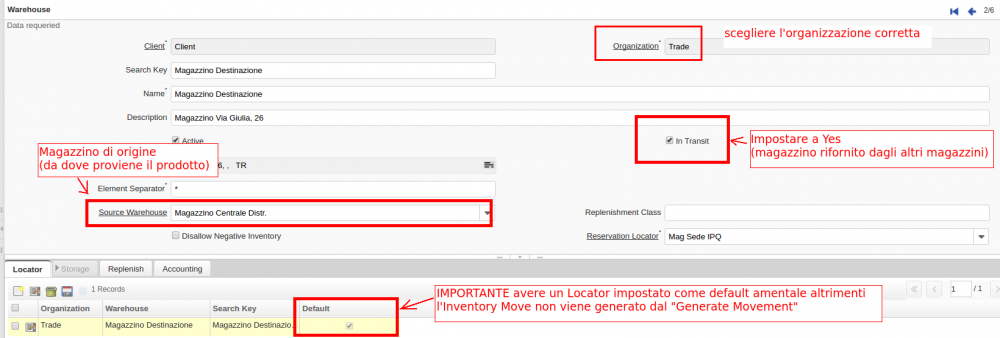 Warehouse
2/6
Data requeried
Client* Client
Organization* Trade
scegliere l'organizzazione corretta
Search Key Magazzino Destinazione
Name* Magazzino Destinazione
Description Magazzino Via Giulia, 26
Active
In Transit
Impostare a Yes
(magazzino rifornito dagli altri magazzini)
Magazzino di origine
(da dove proviene il prodotto)
6, , TR
Element Separator* *
Source Warehouse Magazzino Centrale Distr.
Replenishment Class
Disallow Negative Inventory
Reservation Locator* Mag Sede IPQ
Locator Storage Replenish Accounting
1 Records
1 / 1
IMPORTANTE avere un Locator impostato come default amentale altrimenti
l'Inventory Move non viene generato dal "Generate Movement"
Organization Warehouse Search Key Default
Trade Magazzino Destinazione Magazzino Destinazio..